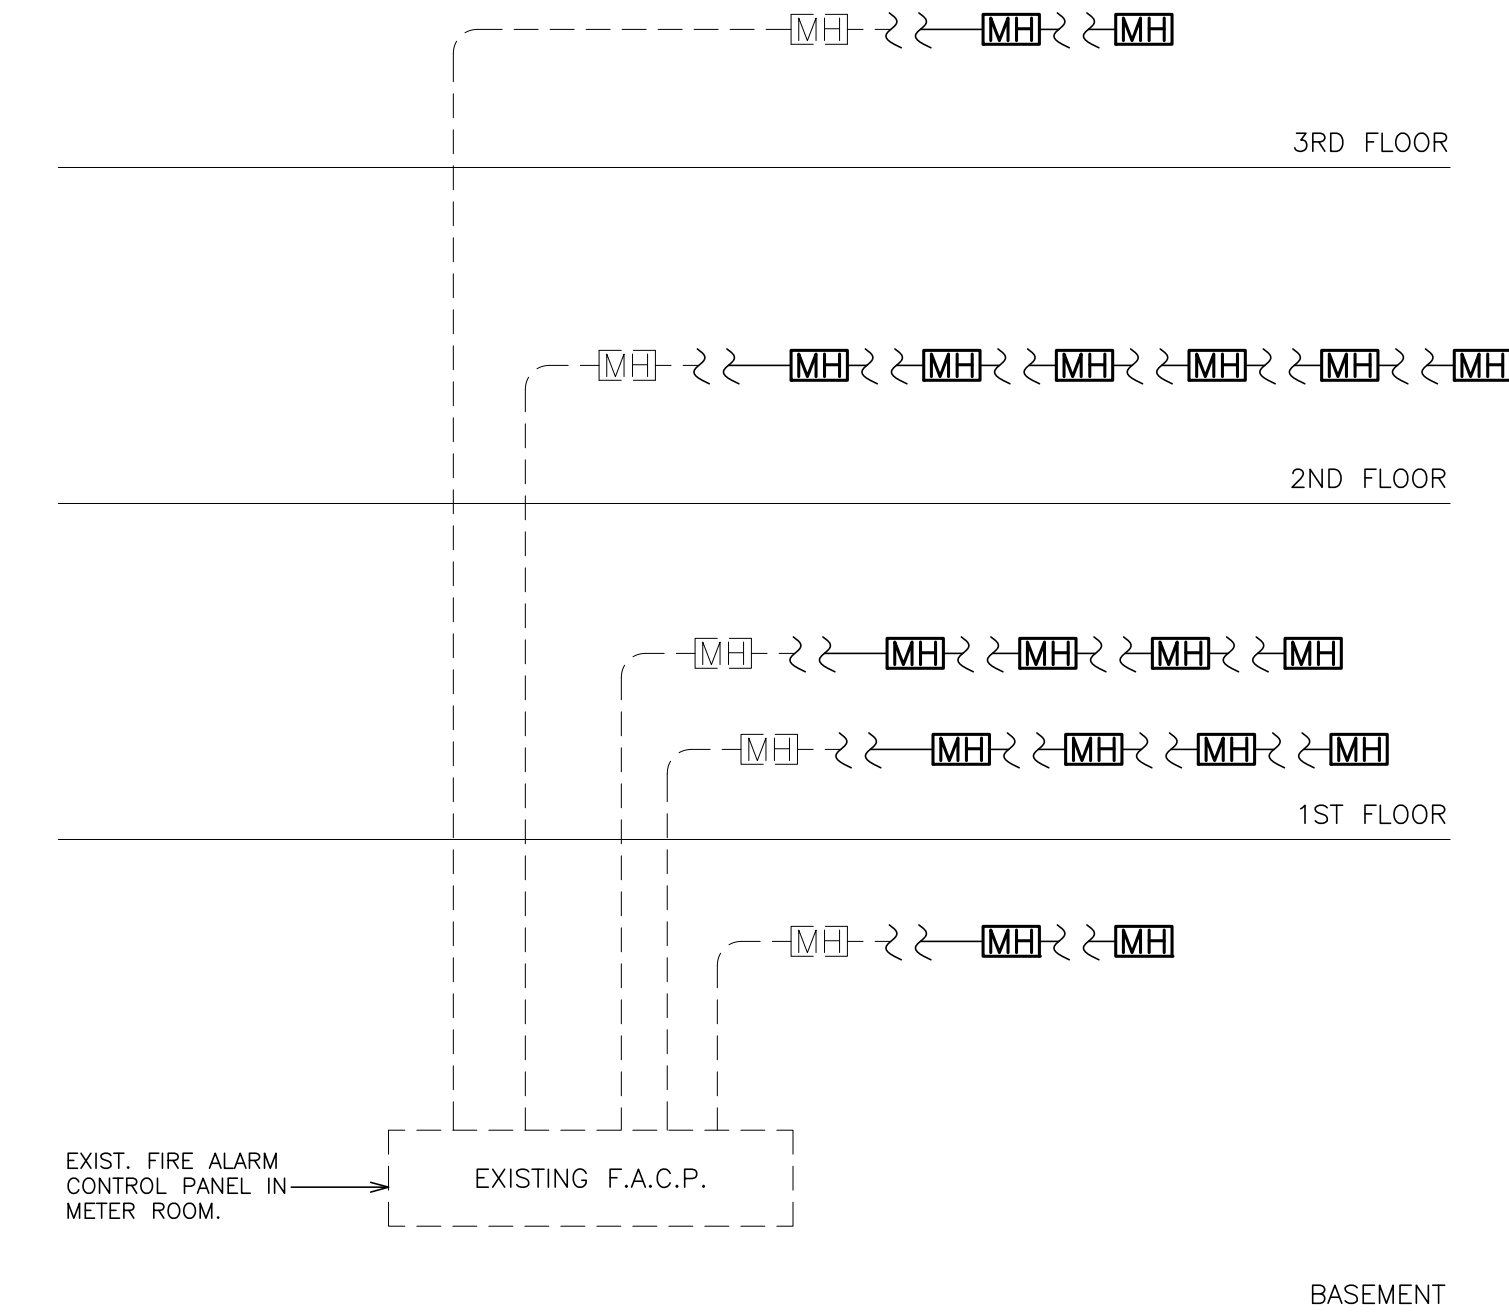 MH MH MH
3RD FLOOR
MH MH MH MH MH MH MH
2ND FLOOR
MH MH MH MH MH
MH MH MH MH MH
1ST FLOOR
MH MH MH
EXIST. FIRE ALARM
CONTROL PANEL IN
METER ROOM.
EXISTING F.A.C.P.
BASEMENT